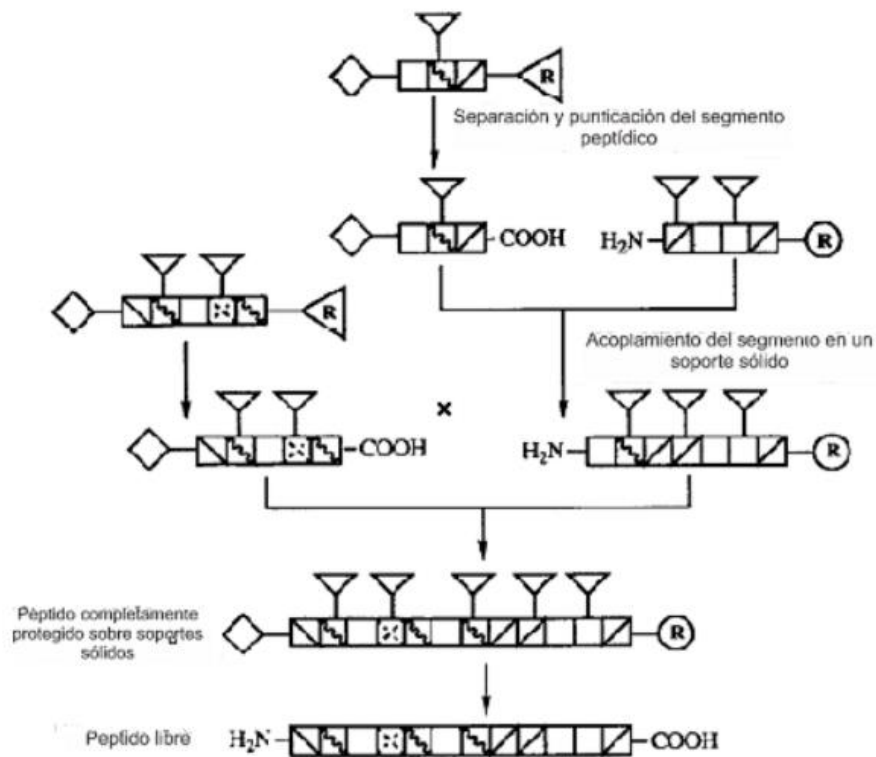 R
Separación y punticación del segmento
peptídico
COOH
H₂N
R
R
Acoplamiento del segmento en un
soporte sólido
x
COOH
H₂N
R
Péptido completamente
protegido sobre soportes
sólidos
R
Peptido libre
H₂N
COOH